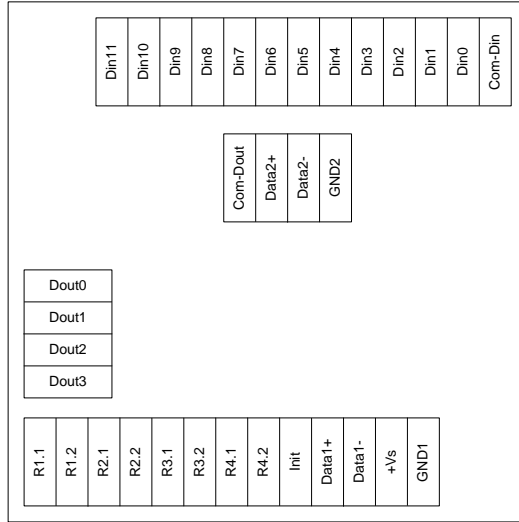 Din11 Din10 Din9 Din8 Din7 Din6 Din5 Din4 Din3 Din2 Din1 Din0 Com-Din
Com-Dout Data2+ Data2- GND2
Dout0
Dout1
Dout2
Dout3
R1.1 R1.2 R2.1 R2.2 R3.1 R3.2 R4.1 R4.2 Init Data1+ Data1- +Vs GND1